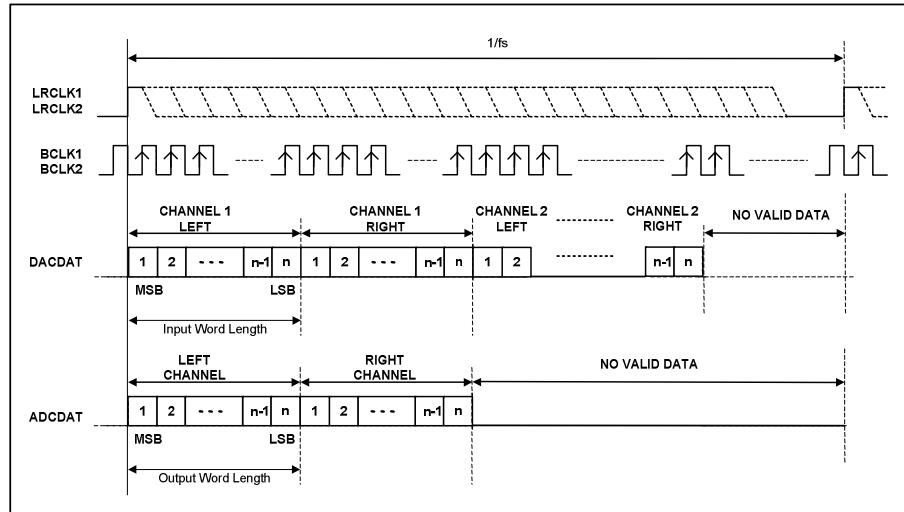 1/fs
LRCLK1
LRCLK2
BCLK1
BCLK2
CHANNEL 1
LEFT
CHANNEL 1
RIGHT
CHANNEL 2
LEFT
CHANNEL 2
RIGHT
NO VALID DATA
DACDAT
1 2 - - - n-1 n 1 2 - - - n-1 n 1 2 n-1 n
MSB LSB
Input Word Length
LEFT
CHANNEL
RIGHT
CHANNEL
NO VALID DATA
ADCDAT
1 2 - - - n-1 n 1 2 - - - n-1 n
MSB LSB
Output Word Length